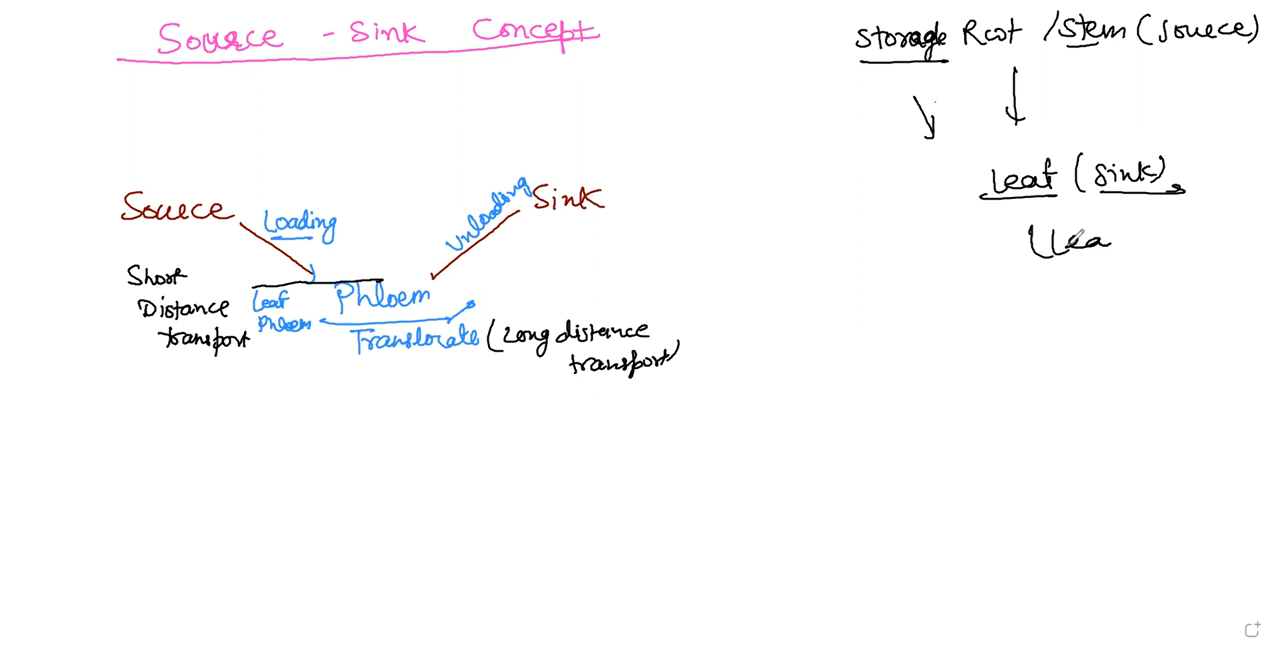 Source - Sink Concept
Storage Root / Stem (Source)
Leaf (Sink)
Source
Loading
Unloading
Sink
Short
Distance
transport
Leaf
Phloem
Phloem
Translocate (Long distance
transport)